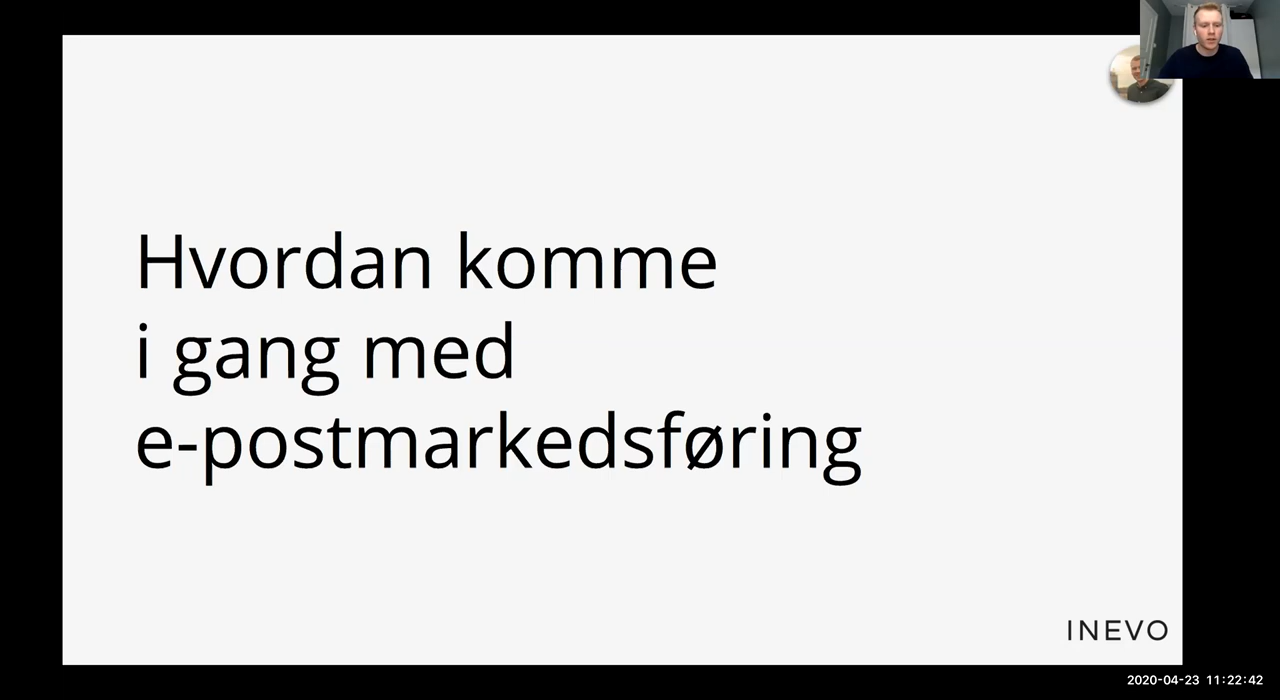 Hvordan komme
i gang med
e-postmarkedsføring
INEVO
2020-04-23 11:22:42